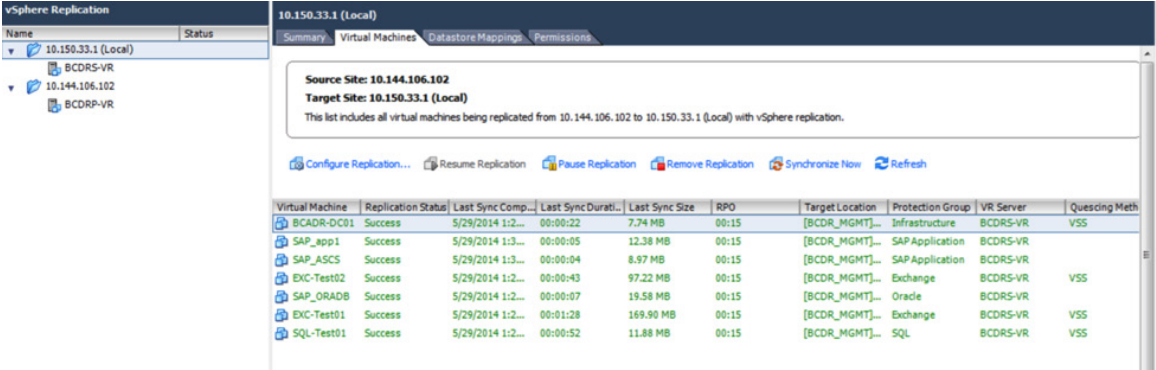 vSphere Replication
Name Status
10.150.33.1 (Local)
BCDRS-VR
10.144.106.102
BCDRP-VR
10.150.33.1 (Local)
Summary Virtual Machines Datastore Mappings Permissions
Source Site: 10.144.106.102
Target Site: 10.150.33.1 (Local)
This list includes all virtual machines being replicated from 10.144.106.102 to 10.150.33.1 (Local) with vSphere replication.
Configure Replication... Resume Replication Pause Replication Remove Replication Synchronize Now Refresh
Virtual Machine Replication Status Last Sync Comp... Last Sync Durati... Last Sync Size RPO Target Location Protection Group VR Server Quescing Meth
BCADR-DC01 Success 5/29/2014 1:2... 00:00:22 7.74 MB 00:15 [BCDR_MGMT]... Infrastructure BCDRS-VR VSS
SAP_app1 Success 5/29/2014 1:3... 00:00:05 12.38 MB 00:15 [BCDR_MGMT]... SAP Application BCDRS-VR
SAP_ASCS Success 5/29/2014 1:3... 00:00:04 8.97 MB 00:15 [BCDR_MGMT]... SAP Application BCDRS-VR
EXC-Test02 Success 5/29/2014 1:2... 00:00:43 97.22 MB 00:15 [BCDR_MGMT]... Exchange BCDRS-VR VSS
SAP_ORADB Success 5/29/2014 1:2... 00:00:07 19.58 MB 00:15 [BCDR_MGMT]... Oracle BCDRS-VR
EXC-Test01 Success 5/29/2014 1:2... 00:01:28 169.90 MB 00:15 [BCDR_MGMT]... Exchange BCDRS-VR VSS
SQL-Test01 Success 5/29/2014 1:2... 00:00:52 11.88 MB 00:15 [BCDR_MGMT]... SQL BCDRS-VR VSS